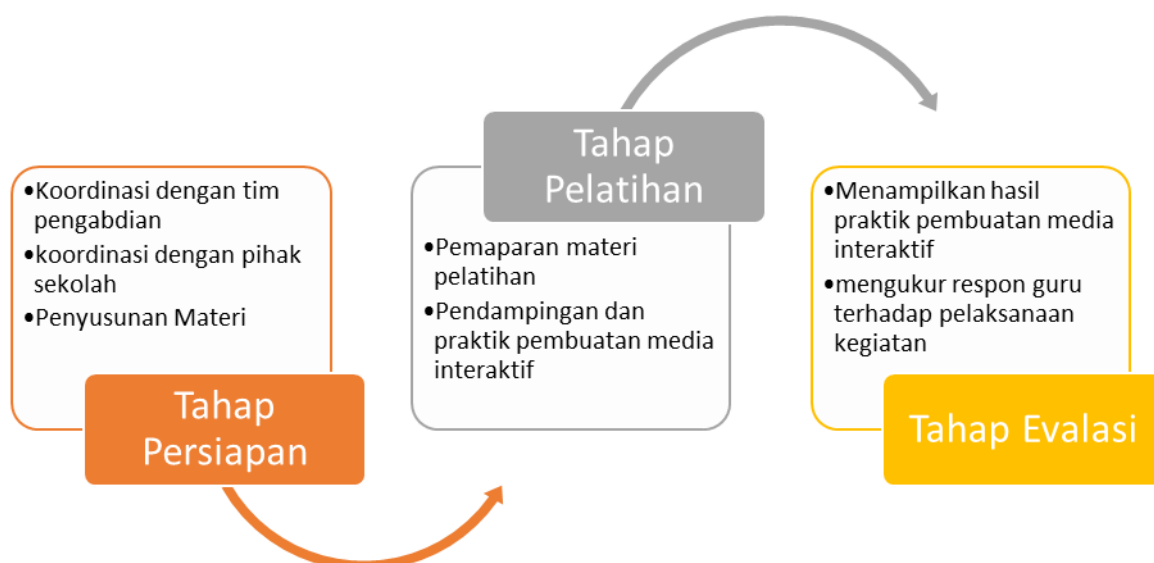 •Koordinasi dengan tim
pengabdian
•koordinasi dengan pihak
sekolah
•Penyusunan Materi
Tahap
Persiapan
Tahap
Pelatihan
•Pemaparan materi
pelatihan
•Pendampingan dan
praktik pembuatan media
interaktif
•Menampilkan hasil
praktik pembuatan media
interaktif
•mengukur respon guru
terhadap pelaksanaan
kegiatan
Tahap Evalasi